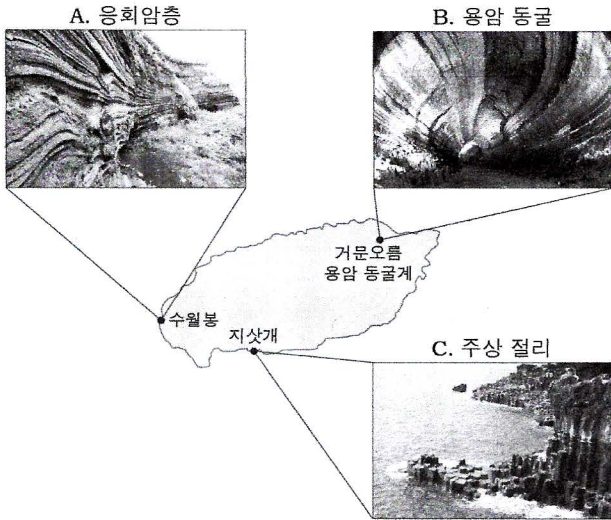 A. 응회암층
B. 용암 동굴
거문오름
용암 동굴계
수월봉
지삿개
C. 주상 절리